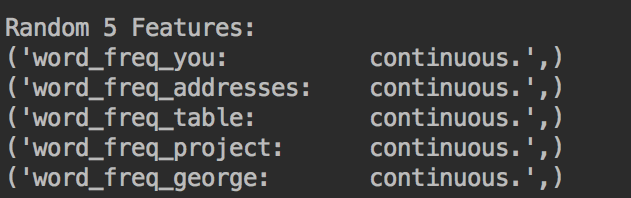 Random 5 Features:
('word_freq_you:          continuous.',)
('word_freq_addresses:    continuous.',)
('word_freq_table:        continuous.',)
('word_freq_project:      continuous.',)
('word_freq_george:       continuous.',)